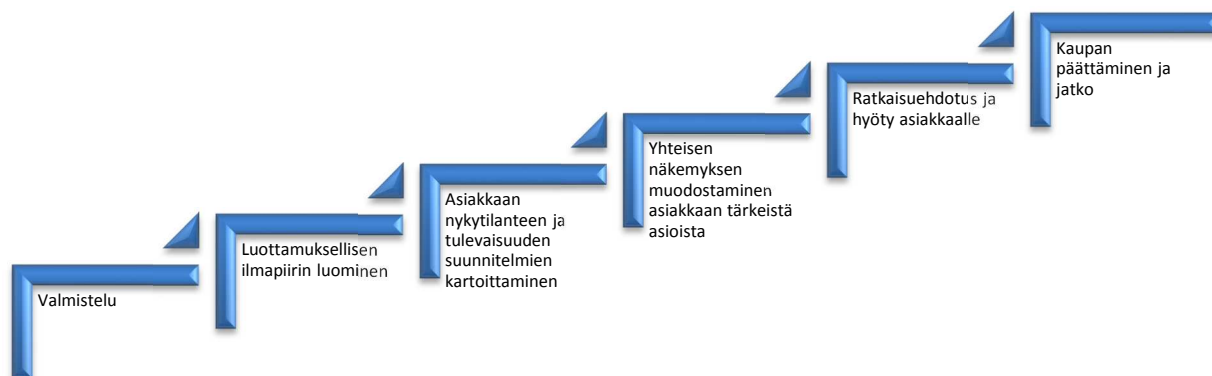 Valmistelu
Luottamuksellisen
ilmapiirin luominen
Asiakkaan
nykytilanteen ja
tulevaisuuden
suunnitelmien
kartoittaminen
Yhteisen
näkemyksen
muodostaminen
asiakkaan tärkeistä
asioista
Ratkaisuehdotus ja
hyöty asiakkaalle
Kaupan
päättäminen ja
jatko